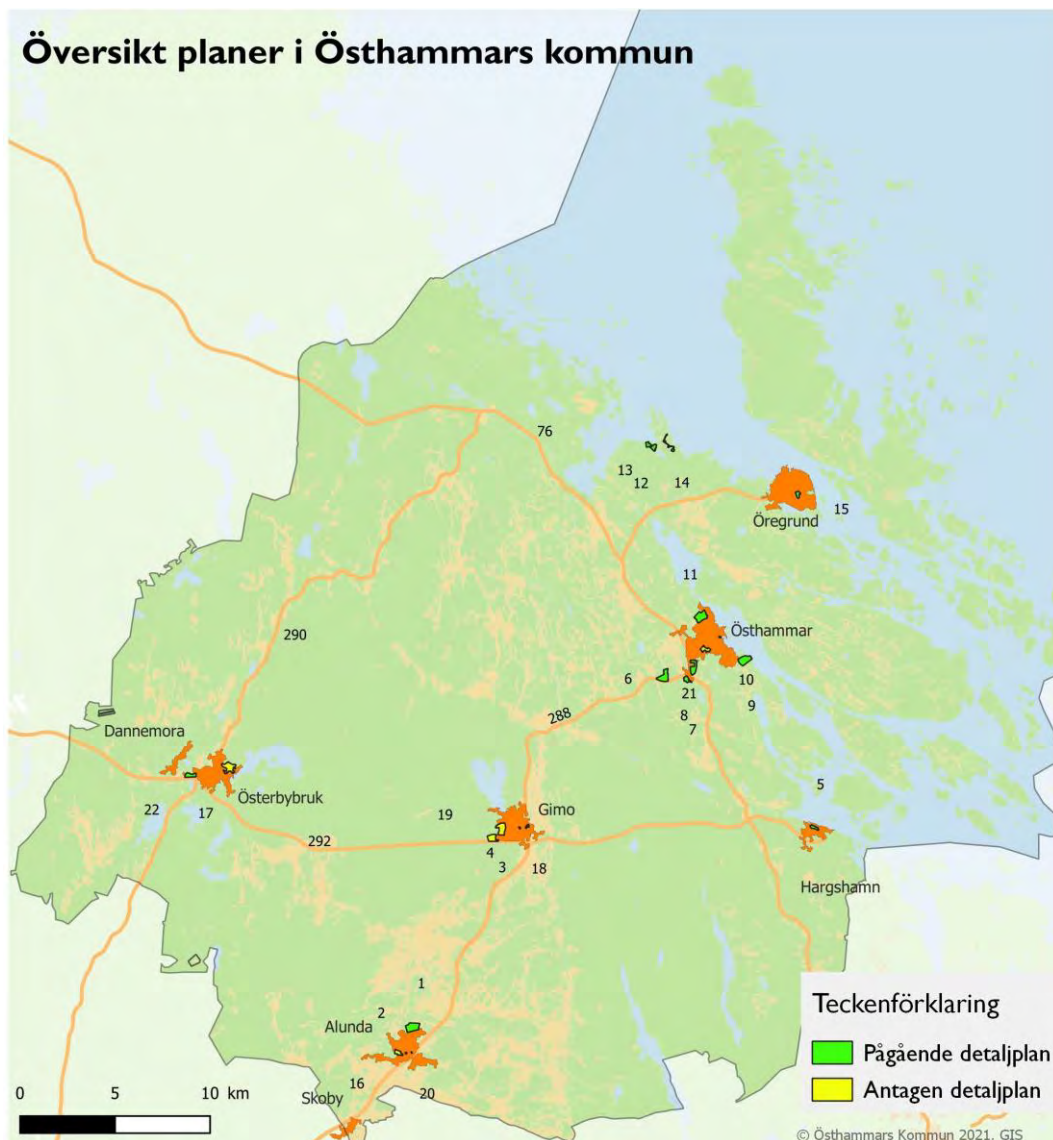 Översikt planer i Östhammars kommun
76
13
12
14
15
Öregrund
11
Östhammar
290
6
10
21
9
288
8
7
Dannemora
5
Österbybruk
22
17
19
Gimo
292
4
3
18
Hargshamn
1
2
Alunda
16
20
Skoby
Teckenförklaring
Pågående detaljplan
Antagen detaljplan
0 5 10 km
© Östhammars Kommun 2021, GIS